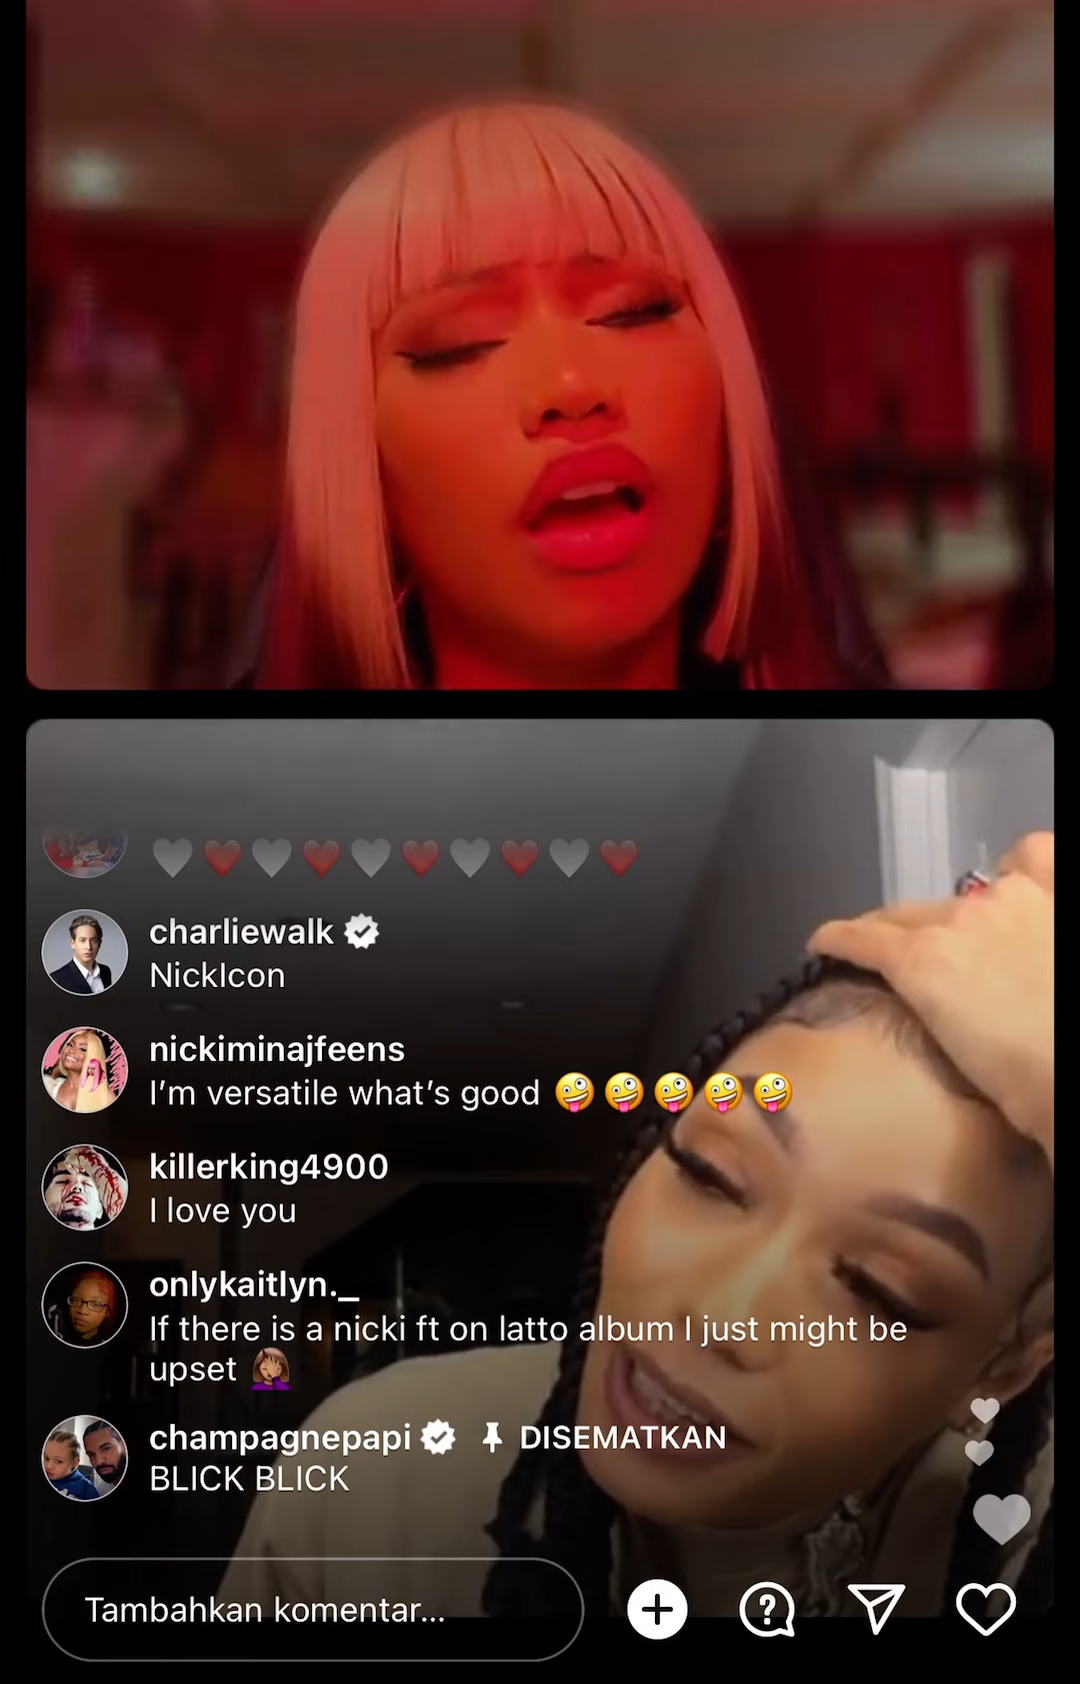 🤍❤️🤍❤️🤍❤️🤍❤️🤍❤️
charliewalk
NickIcon
nickiminajfeens
I’m versatile what’s good 🤪🤪🤪🤪🤪
killerking4900
I love you
onlykaitlyn._
If there is a nicki ft on latto album I just might be
upset 🤦🏽‍♀️
champagnepapi DISEMATKAN
BLICK BLICK
Tambahkan komentar...